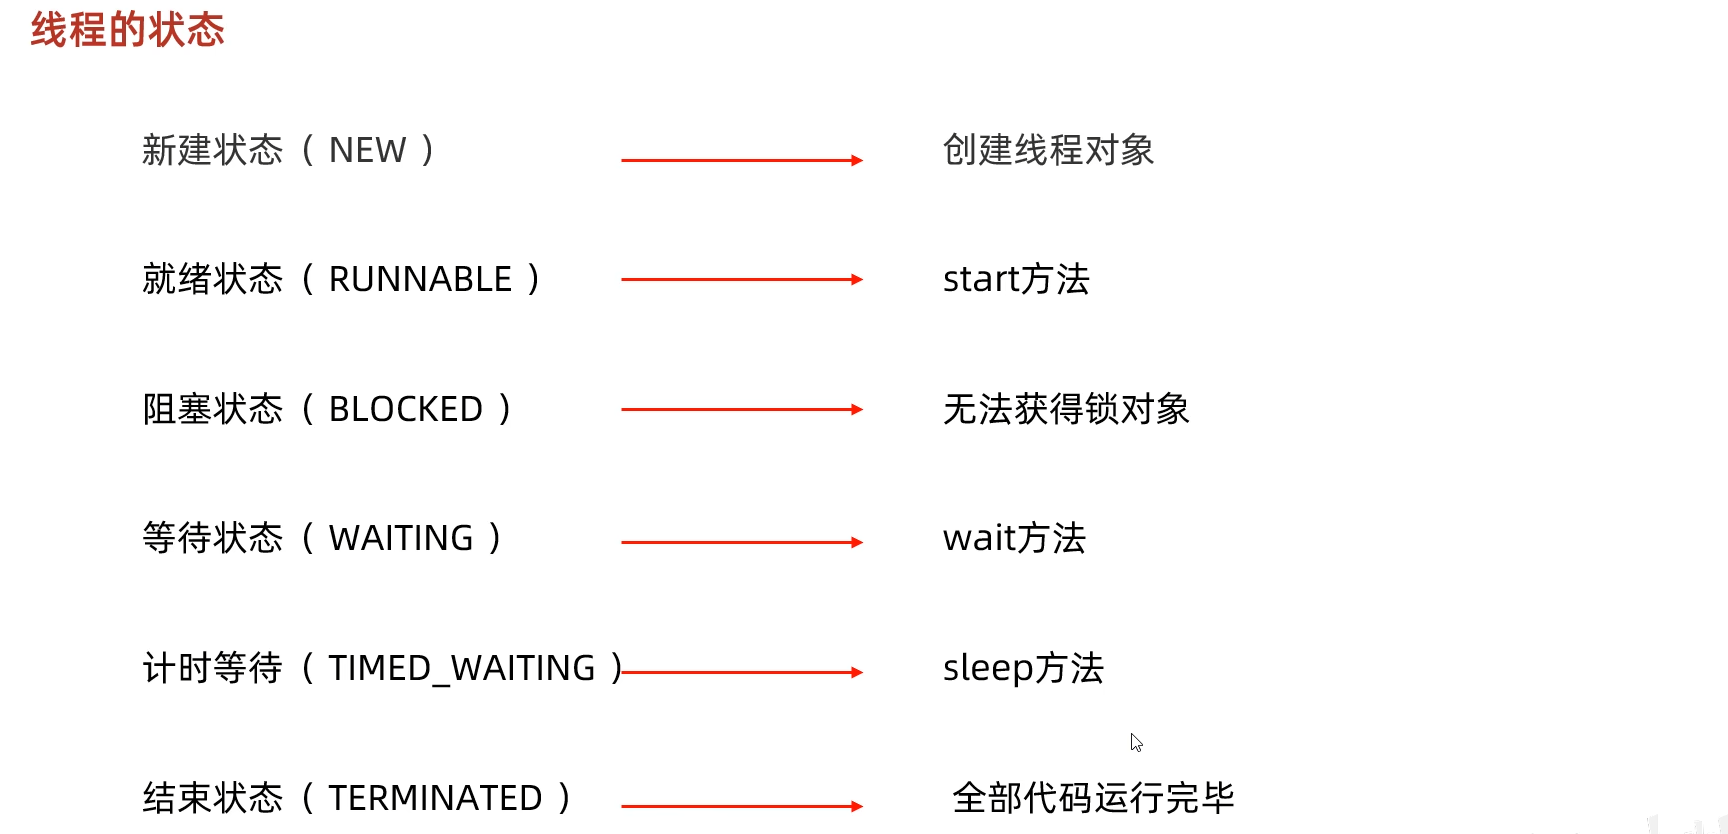 线程的状态
新建状态（ NEW ） 创建线程对象
就绪状态（ RUNNABLE ） start方法
阻塞状态（ BLOCKED ） 无法获得锁对象
等待状态（ WAITING ） wait方法
计时等待（ TIMED_WAITING ） sleep方法
结束状态（ TERMINATED ） 全部代码运行完毕